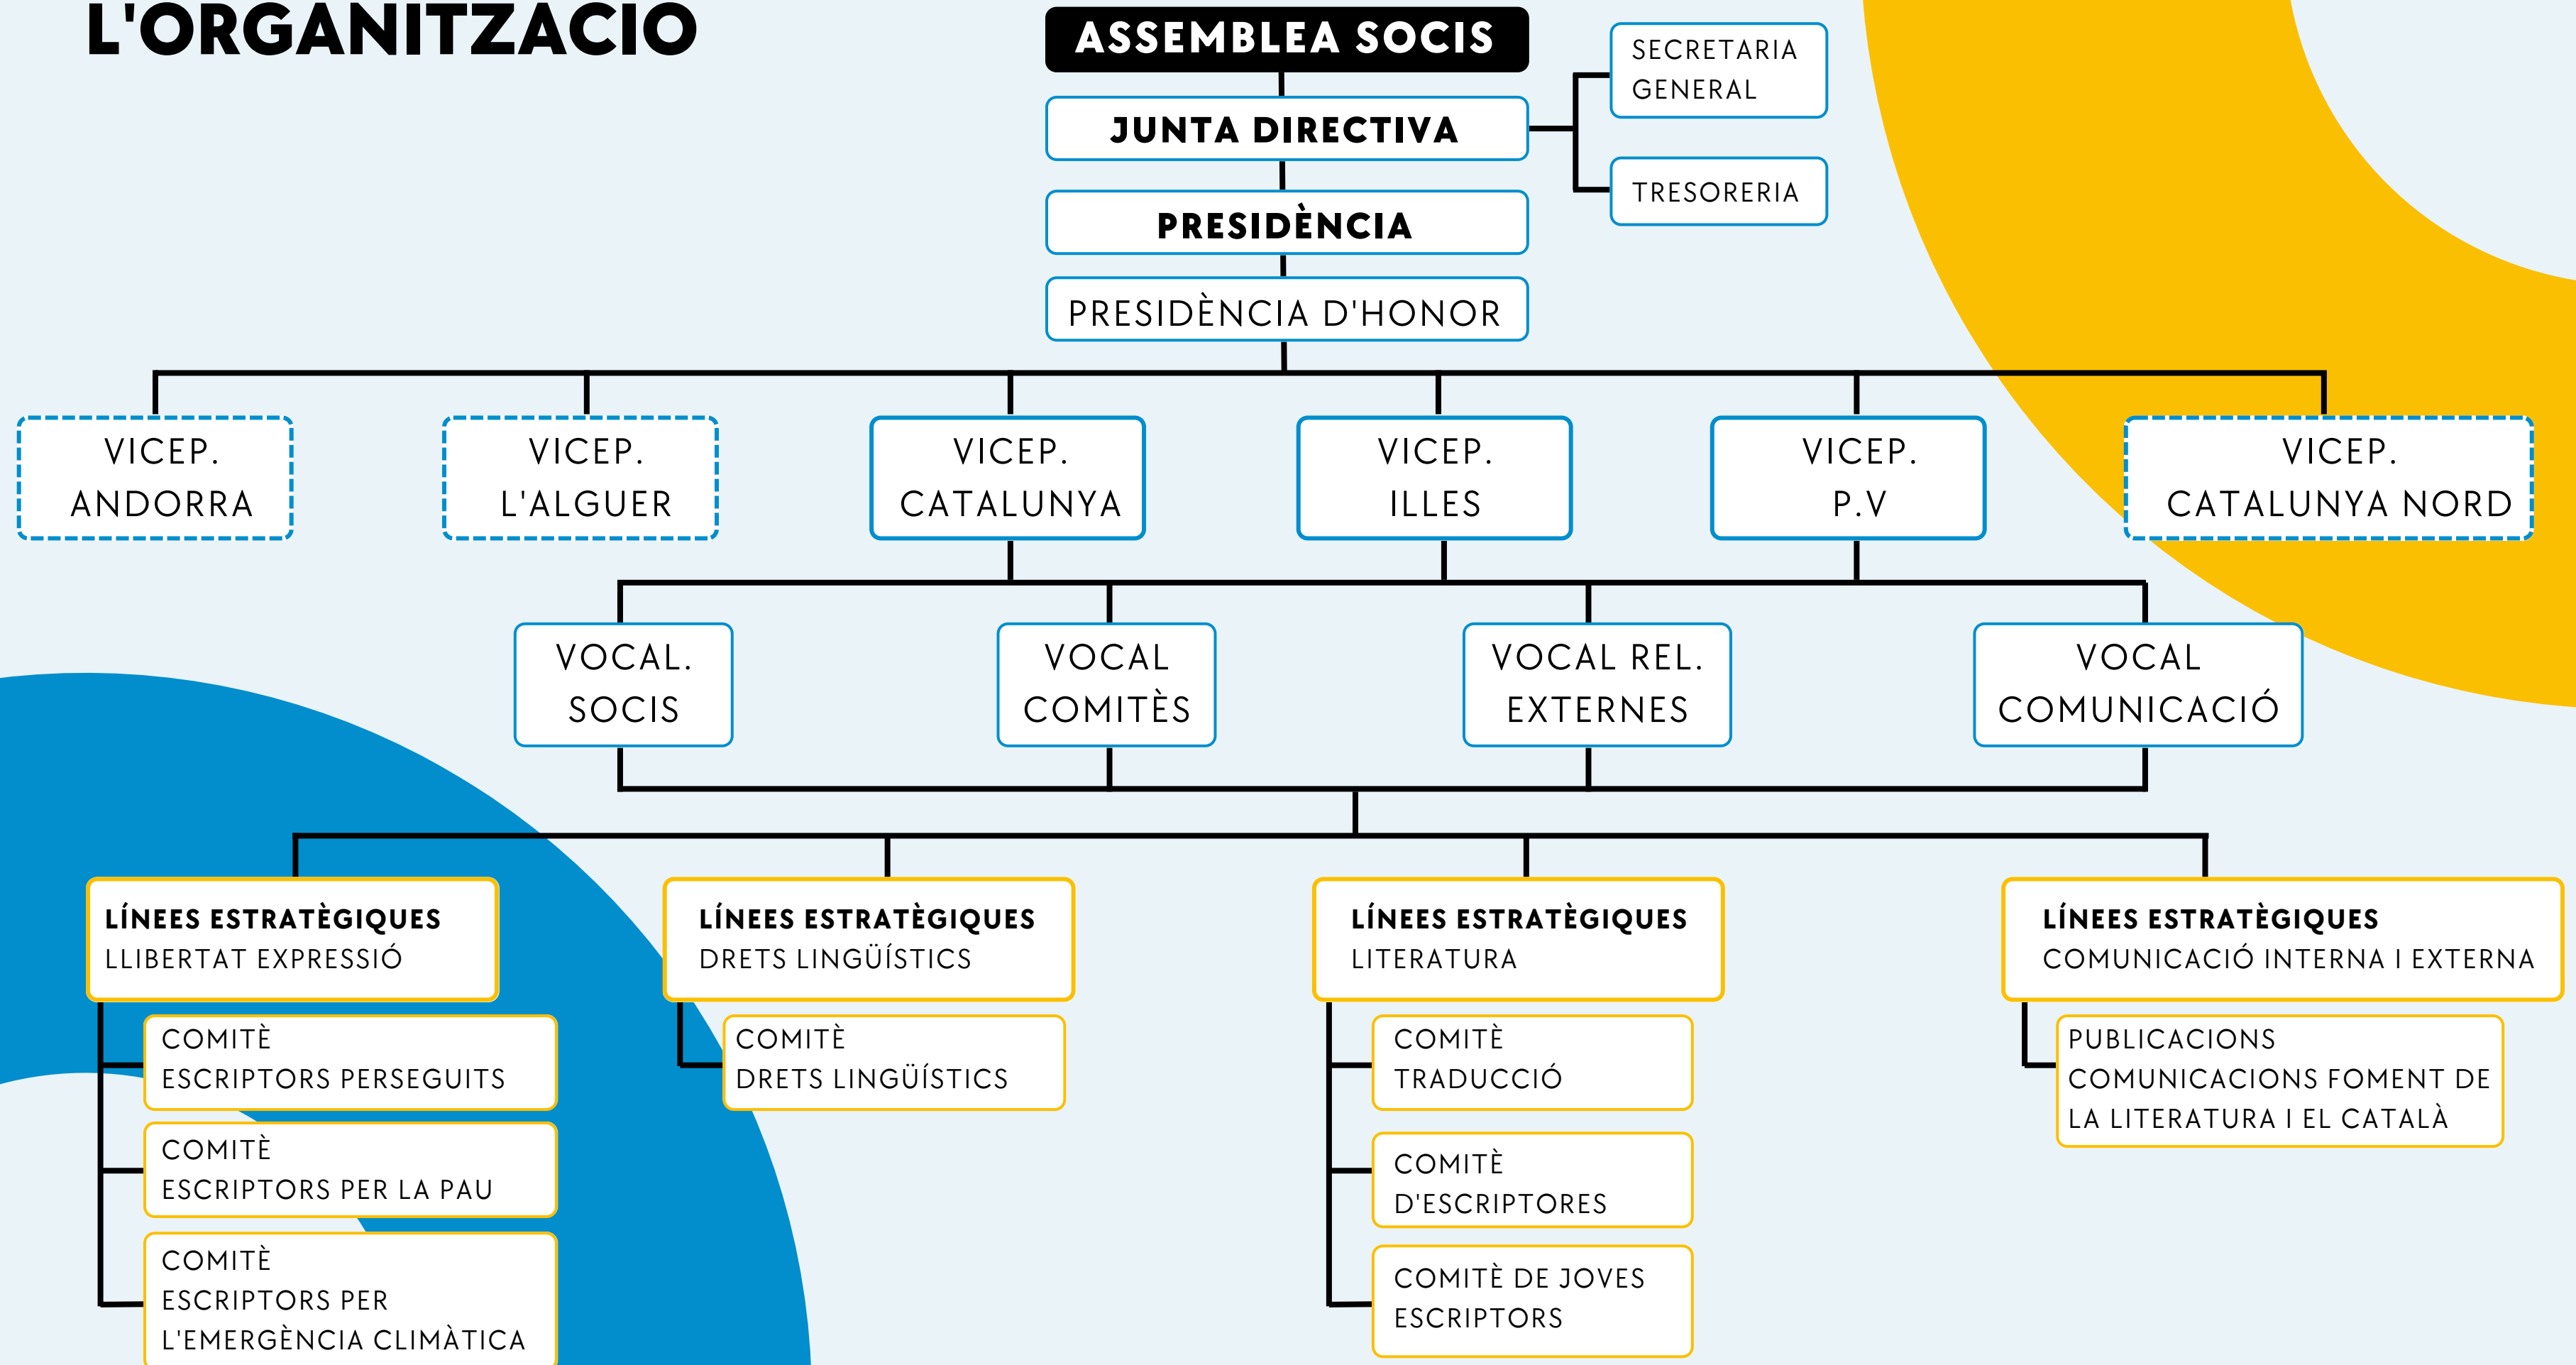 L'ORGANITZACIO
ASSEMBLEA SOCIS
SECRETARIA
GENERAL
JUNTA DIRECTIVA
TRESORERIA
PRESIDÈNCIA
PRESIDÈNCIA D'HONOR
VICEP.
ANDORRA
VICEP.
L'ALGUER
VICEP.
CATALUNYA
VICEP.
ILLES
VICEP.
P.V
VICEP.
CATALUNYA NORD
VOCAL.
SOCIS
VOCAL
COMITÈS
VOCAL REL.
EXTERNES
VOCAL
COMUNICACIÓ
LÍNEES ESTRATÈGIQUES
LLIBERTAT EXPRESSIÓ
COMITÈ
ESCRIPTORS PERSEGUITS
COMITÈ
ESCRIPTORS PER LA PAU
COMITÈ
ESCRIPTORS PER
L'EMERGÈNCIA CLIMÀTICA
LÍNEES ESTRATÈGIQUES
DRETS LINGÜÍSTICS
COMITÈ
DRETS LINGÜÍSTICS
LÍNEES ESTRATÈGIQUES
LITERATURA
COMITÈ
TRADUCCIÓ
COMITÈ
D'ESCRIPTORES
COMITÈ DE JOVES
ESCRIPTORS
LÍNEES ESTRATÈGIQUES
COMUNICACIÓ INTERNA I EXTERNA
PUBLICACIONS
COMUNICACIONS FOMENT DE
LA LITERATURA I EL CATALÀ